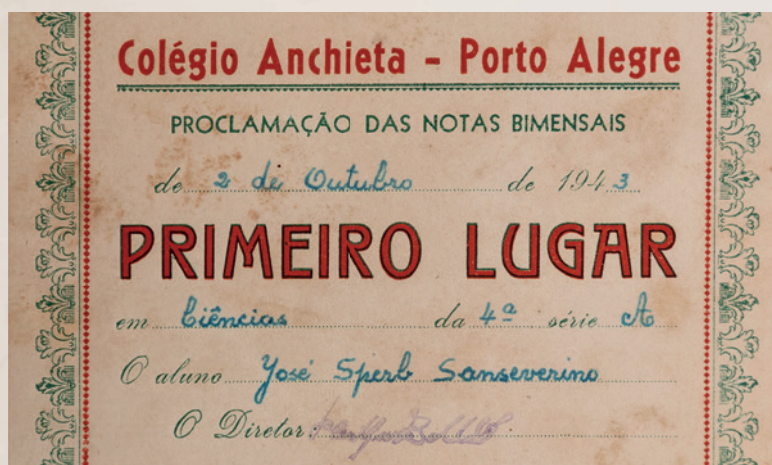 Colégio Anchieta - Porto Alegre
PROCLAMAÇÃO DAS NOTAS BIMENSAIS
de 2 de Outubro de 1943
PRIMEIRO LUGAR
em Ciências da 4ª série A
O aluno José Sperb Sanseverino
O Diretor